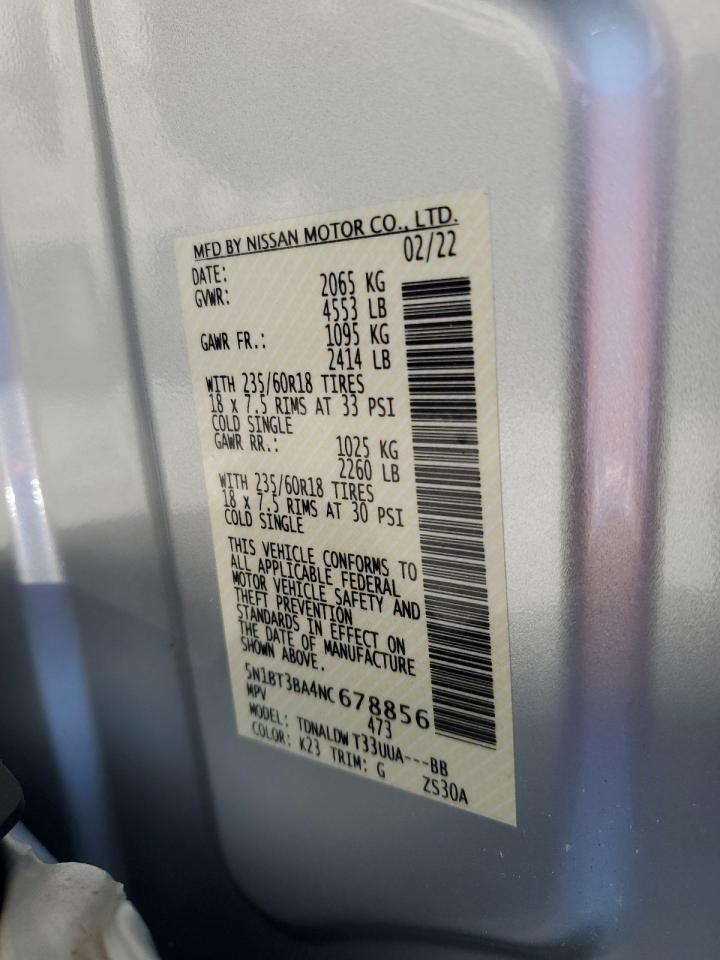 MFD BY NISSAN MOTOR CO., LTD.
DATE: 02/22
GVWR: 2065 KG
4553 LB
GAWR FR.: 1095 KG
2414 LB
WITH 235/60R18 TIRES
18 x 7.5 RIMS AT 33 PSI
COLD SINGLE
GAWR RR.: 1025 KG
2260 LB
WITH 235/60R18 TIRES
18 x 7.5 RIMS AT 30 PSI
COLD SINGLE
THIS VEHICLE CONFORMS TO
ALL APPLICABLE FEDERAL
MOTOR VEHICLE SAFETY AND
THEFT PREVENTION
STANDARDS IN EFFECT ON
THE DATE OF MANUFACTURE
SHOWN ABOVE.
5N1BT3BA4NC678856
MPV 473
MODEL: TDNALDW T33UUA---BB
COLOR: K23 TRIM: G ZS30A